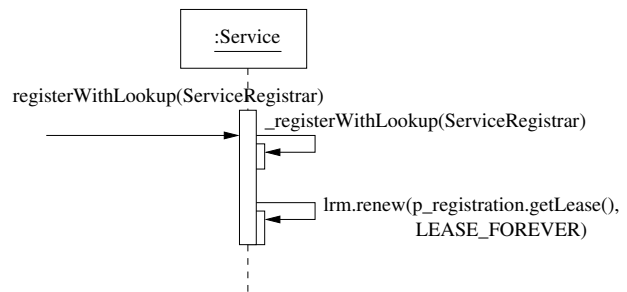 :Service
registerWithLookup(ServiceRegistrar)
_registerWithLookup(ServiceRegistrar)
lrm.renew(p_registration.getLease(),
LEASE_FOREVER)